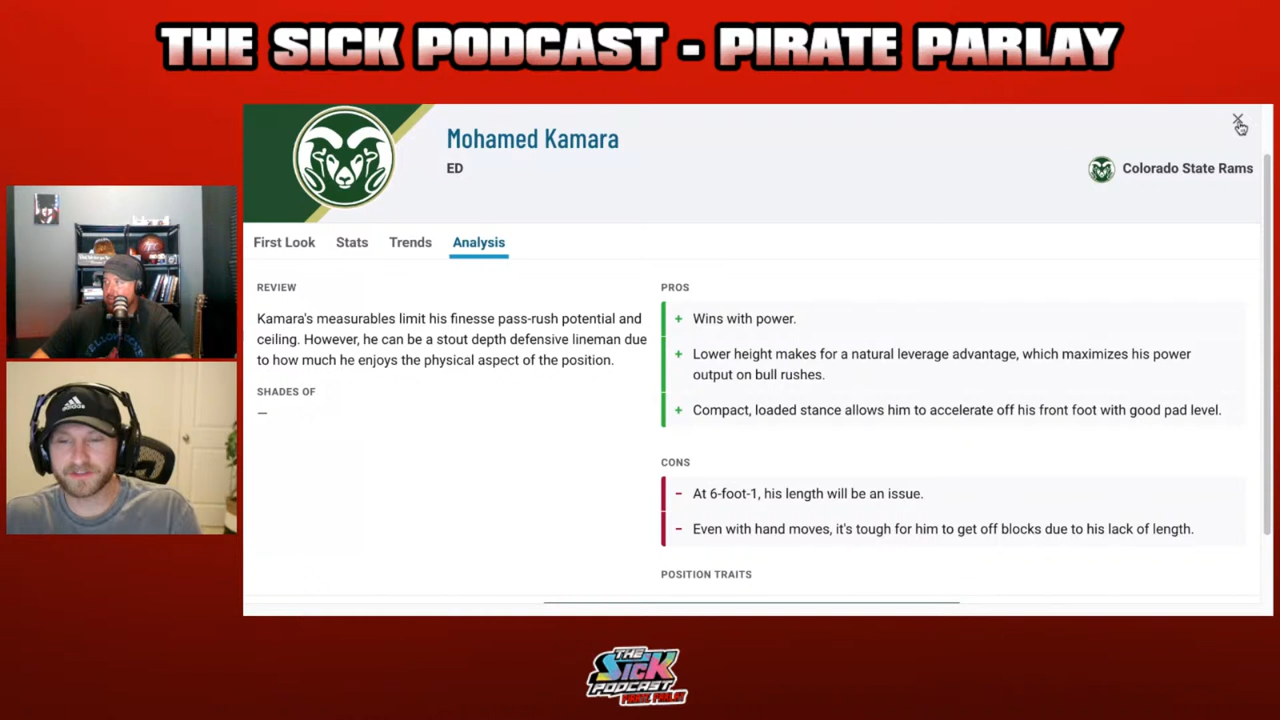 THE SICK PODCAST - PIRATE PARLAY
Mohamed Kamara
ED
Colorado State Rams
First Look Stats Trends Analysis
REVIEW
Kamara's measurables limit his finesse pass-rush potential and
ceiling. However, he can be a stout depth defensive lineman due
to how much he enjoys the physical aspect of the position.
SHADES OF
—
PROS
+ Wins with power.
+ Lower height makes for a natural leverage advantage, which maximizes his power
output on bull rushes.
+ Compact, loaded stance allows him to accelerate off his front foot with good pad level.
CONS
- At 6-foot-1, his length will be an issue.
- Even with hand moves, it's tough for him to get off blocks due to his lack of length.
POSITION TRAITS
adidas
THE
SICK
PODCAST
PIRATE PARLAY